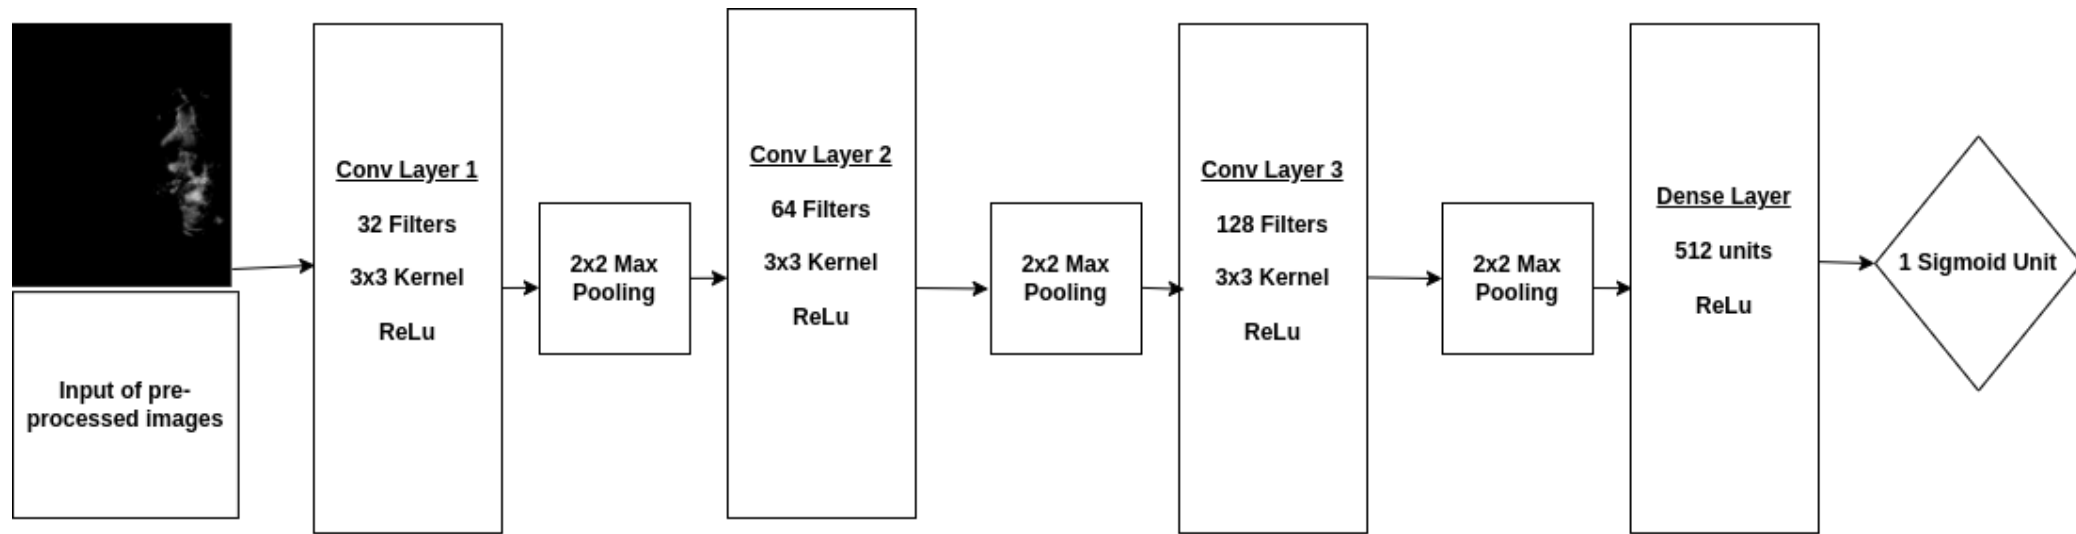 Input of pre-
processed images
Conv Layer 1
32 Filters
3x3 Kernel
ReLu
2x2 Max
Pooling
Conv Layer 2
64 Filters
3x3 Kernel
ReLu
2x2 Max
Pooling
Conv Layer 3
128 Filters
3x3 Kernel
ReLu
2x2 Max
Pooling
Dense Layer
512 units
ReLu
1 Sigmoid Unit